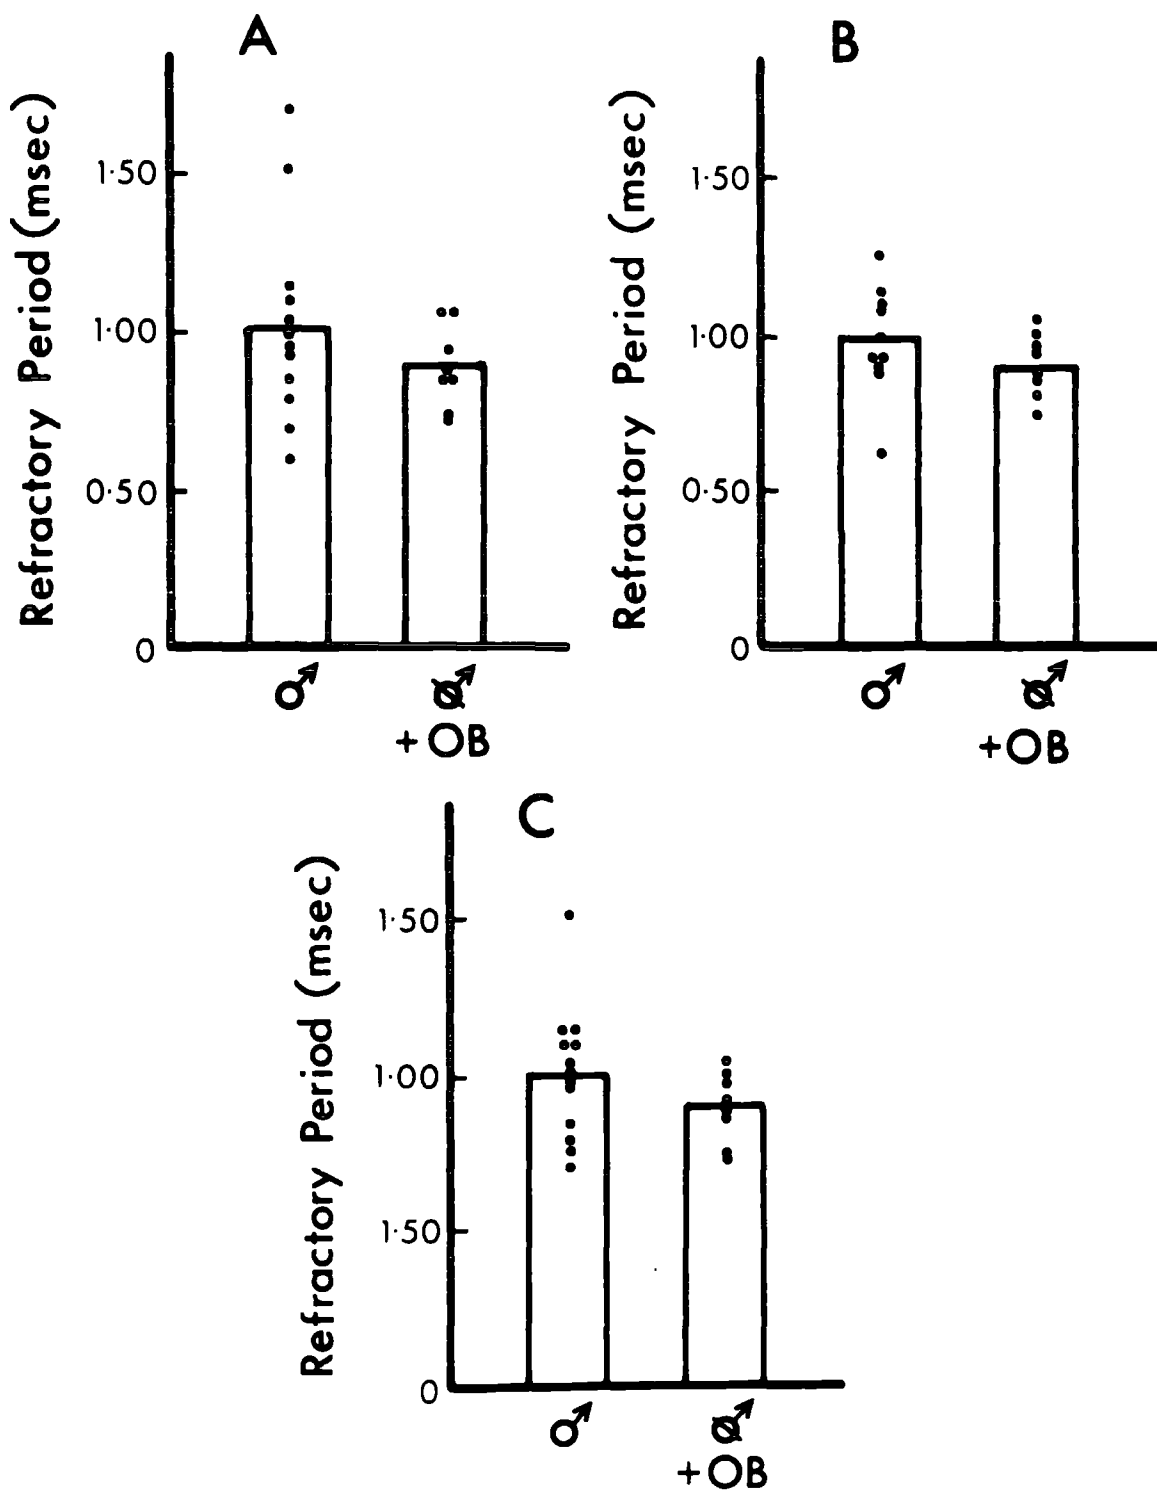 A
Refractory Period (msec)
1·50
1·00
0·50
0
♂
♂
+ OB
B
Refractory Period (msec)
1·50
1·00
0·50
0
♂
♂
+ OB
C
Refractory Period (msec)
1·50
1·00
1·50
0
♂
♂
+ OB